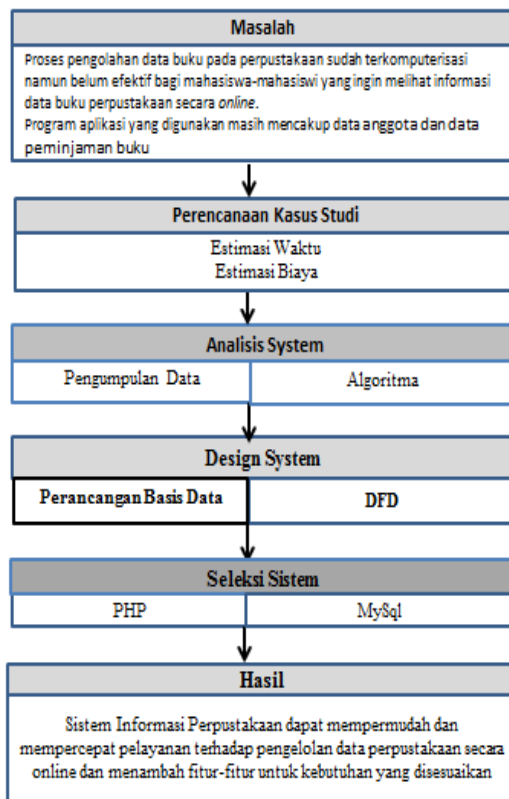 Masalah
Proses pengolahan data buku pada perpustakaan sudah terkomputerisasi
namun belum efektif bagi mahasiswa-mahasiswi yang ingin melihat informasi
data buku perpustakaan secara online.
Program aplikasi yang digunakan masih mencakup data anggota dan data
peminjaman buku
Perencanaan Kasus Studi
Estimasi Waktu
Estimasi Biaya
Analisis System
Pengumpulan Data
Algoritma
Design System
Perancangan Basis Data
DFD
Seleksi Sistem
PHP
MySql
Hasil
Sistem Informasi Perpustakaan dapat mempermudah dan
mempercepat pelayanan terhadap pengelolan data perpustakaan secara
online dan menambah fitur-fitur untuk kebutuhan yang disesuaikan